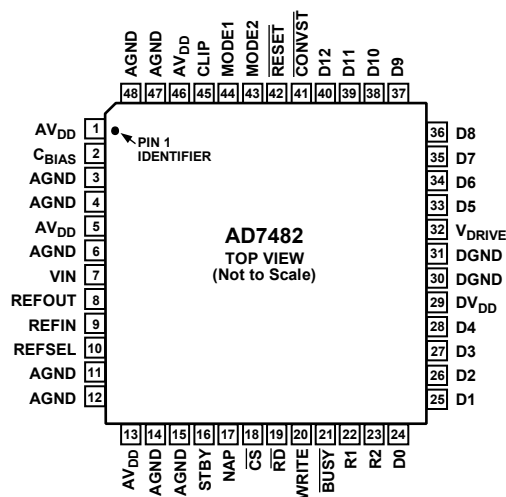 AGND
AGND
AVDD
CLIP
MODE1
MODE2
RESET
CONVST
D12
D11
D10
D9
48 47 46 45 44 43 42 41 40 39 38 37
AVDD 1
CBIAS 2
AGND 3
AGND 4
AVDD 5
AGND 6
VIN 7
REFOUT 8
REFIN 9
REFSEL 10
AGND 11
AGND 12
PIN 1
IDENTIFIER
AD7482
TOP VIEW
(Not to Scale)
36 D8
35 D7
34 D6
33 D5
32 VDRIVE
31 DGND
30 DGND
29 DVDD
28 D4
27 D3
26 D2
25 D1
13 14 15 16 17 18 19 20 21 22 23 24
AVDD
AGND
AGND
STBY
NAP
CS
RD
WRITE
BUSY
R1
R2
D0